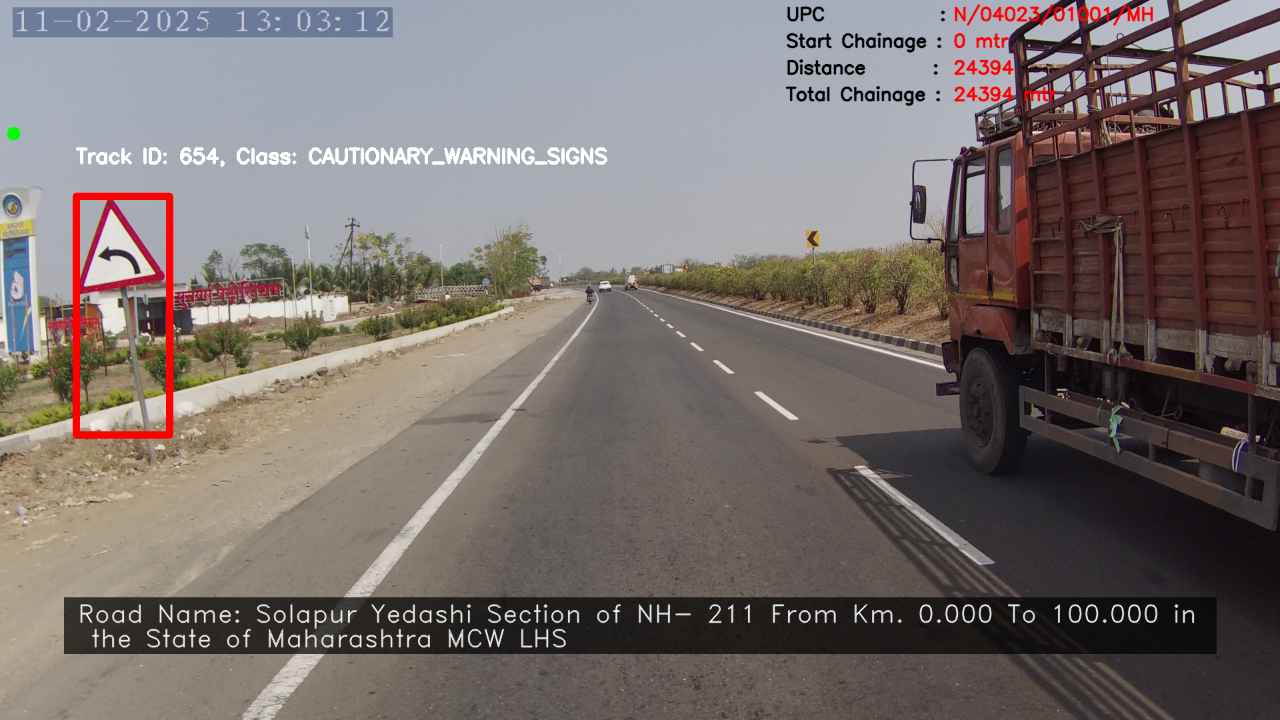 11-02-2025 13:03:12
UPC : N/04023/01001/MH
Start Chainage : 0 mtr
Distance : 24394
Total Chainage : 24394 mtr
Track ID: 654, Class: CAUTIONARY_WARNING_SIGNS
Road Name: Solapur Yedashi Section of NH- 211 From Km. 0.000 To 100.000 in
the State of Maharashtra MCW LHS